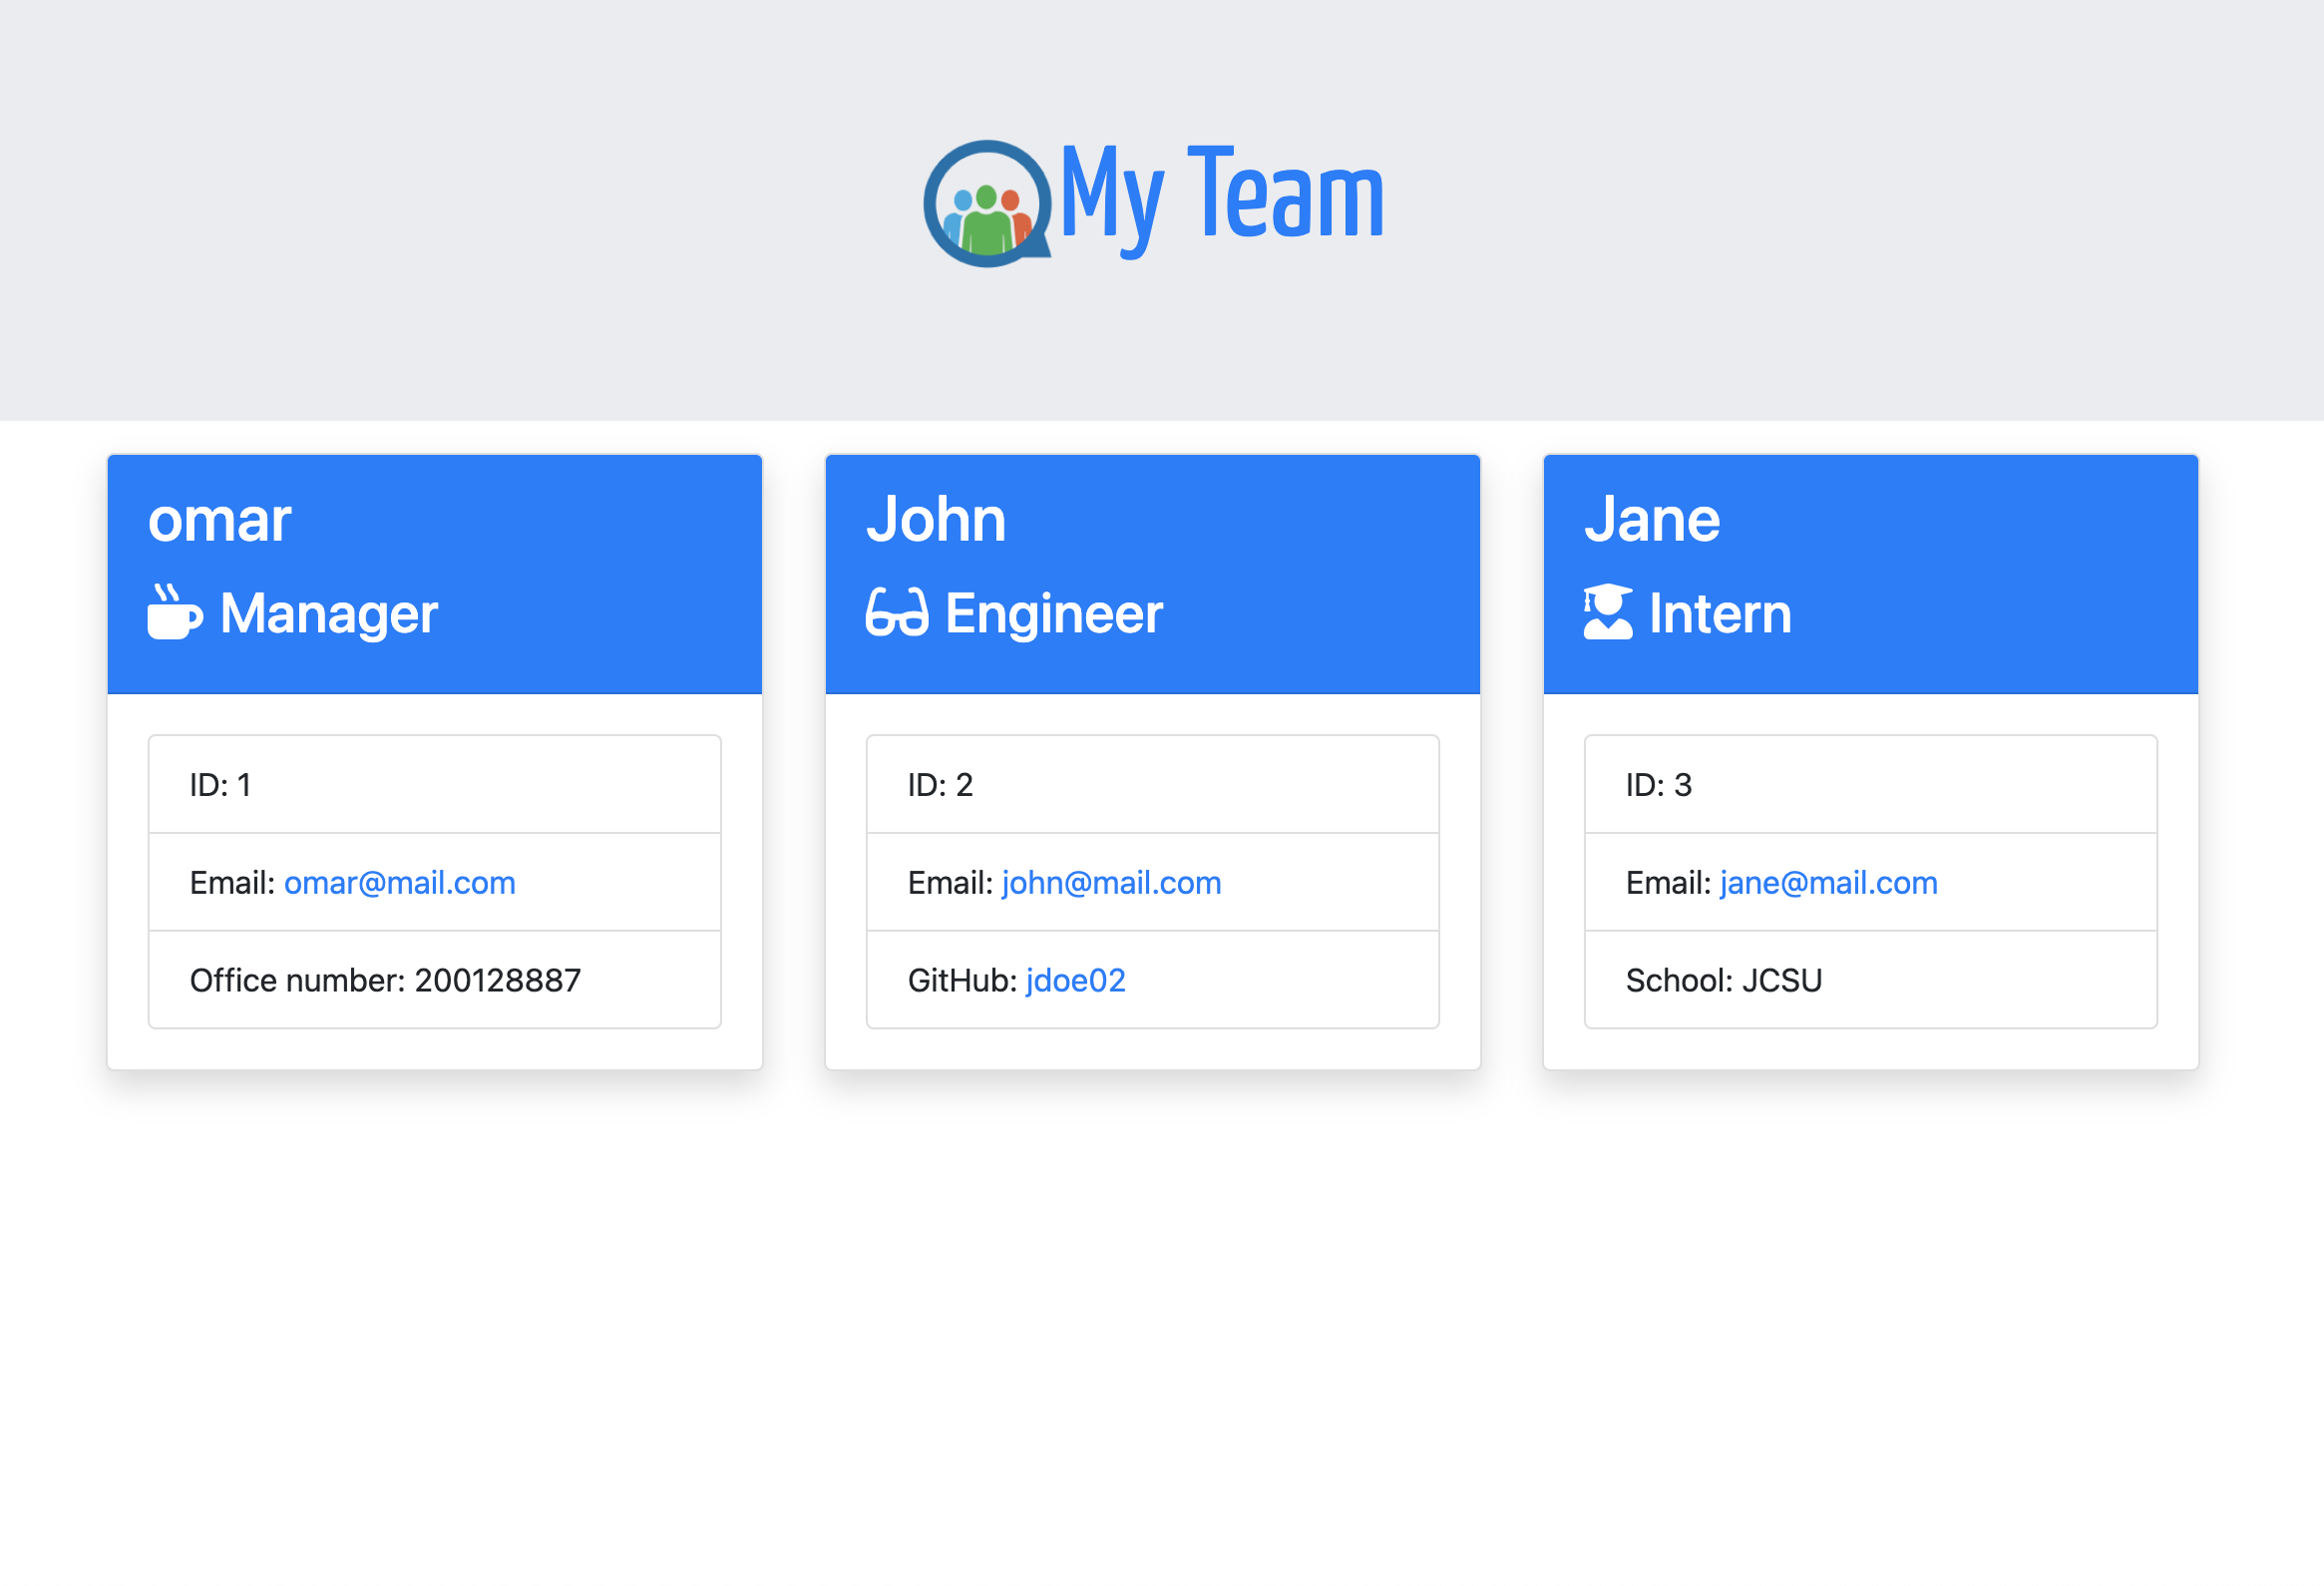 My Team
omar
Manager
ID: 1
Email: omar@mail.com
Office number: 200128887
John
Engineer
ID: 2
Email: john@mail.com
GitHub: jdoe02
Jane
Intern
ID: 3
Email: jane@mail.com
School: JCSU